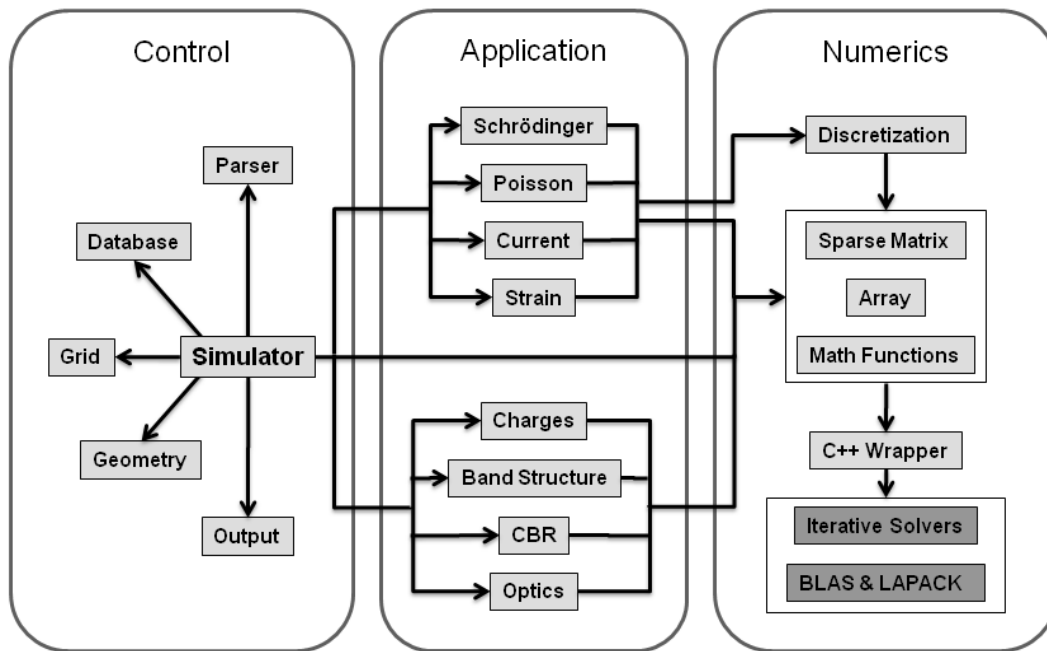 Control
Parser
Database
Grid
Simulator
Geometry
Output
Application
Schrödinger
Poisson
Current
Strain
Charges
Band Structure
CBR
Optics
Numerics
Discretization
Sparse Matrix
Array
Math Functions
C++ Wrapper
Iterative Solvers
BLAS & LAPACK